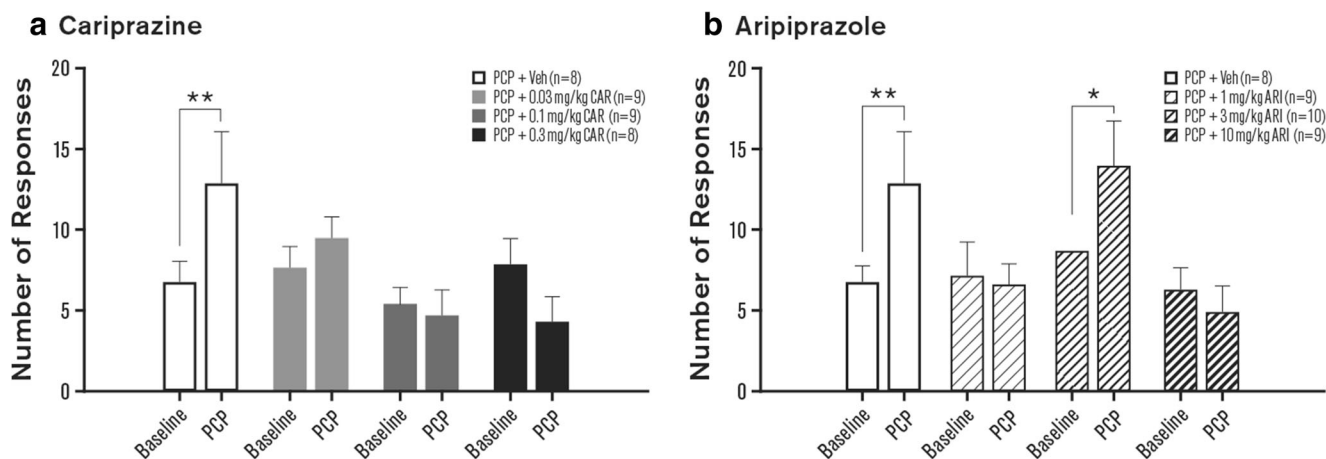 a Cariprazine
Number of Responses
20
15
10
5
0
**
PCP + Veh (n=8)
PCP + 0.03 mg/kg CAR (n=9)
PCP + 0.1 mg/kg CAR (n=9)
PCP + 0.3 mg/kg CAR (n=8)
Baseline
PCP
Baseline
PCP
Baseline
PCP
Baseline
PCP
b Aripiprazole
Number of Responses
20
15
10
5
0
**
*
PCP + Veh (n=8)
PCP + 1 mg/kg ARI (n=9)
PCP + 3 mg/kg ARI (n=10)
PCP + 10 mg/kg ARI (n=9)
Baseline
PCP
Baseline
PCP
Baseline
PCP
Baseline
PCP